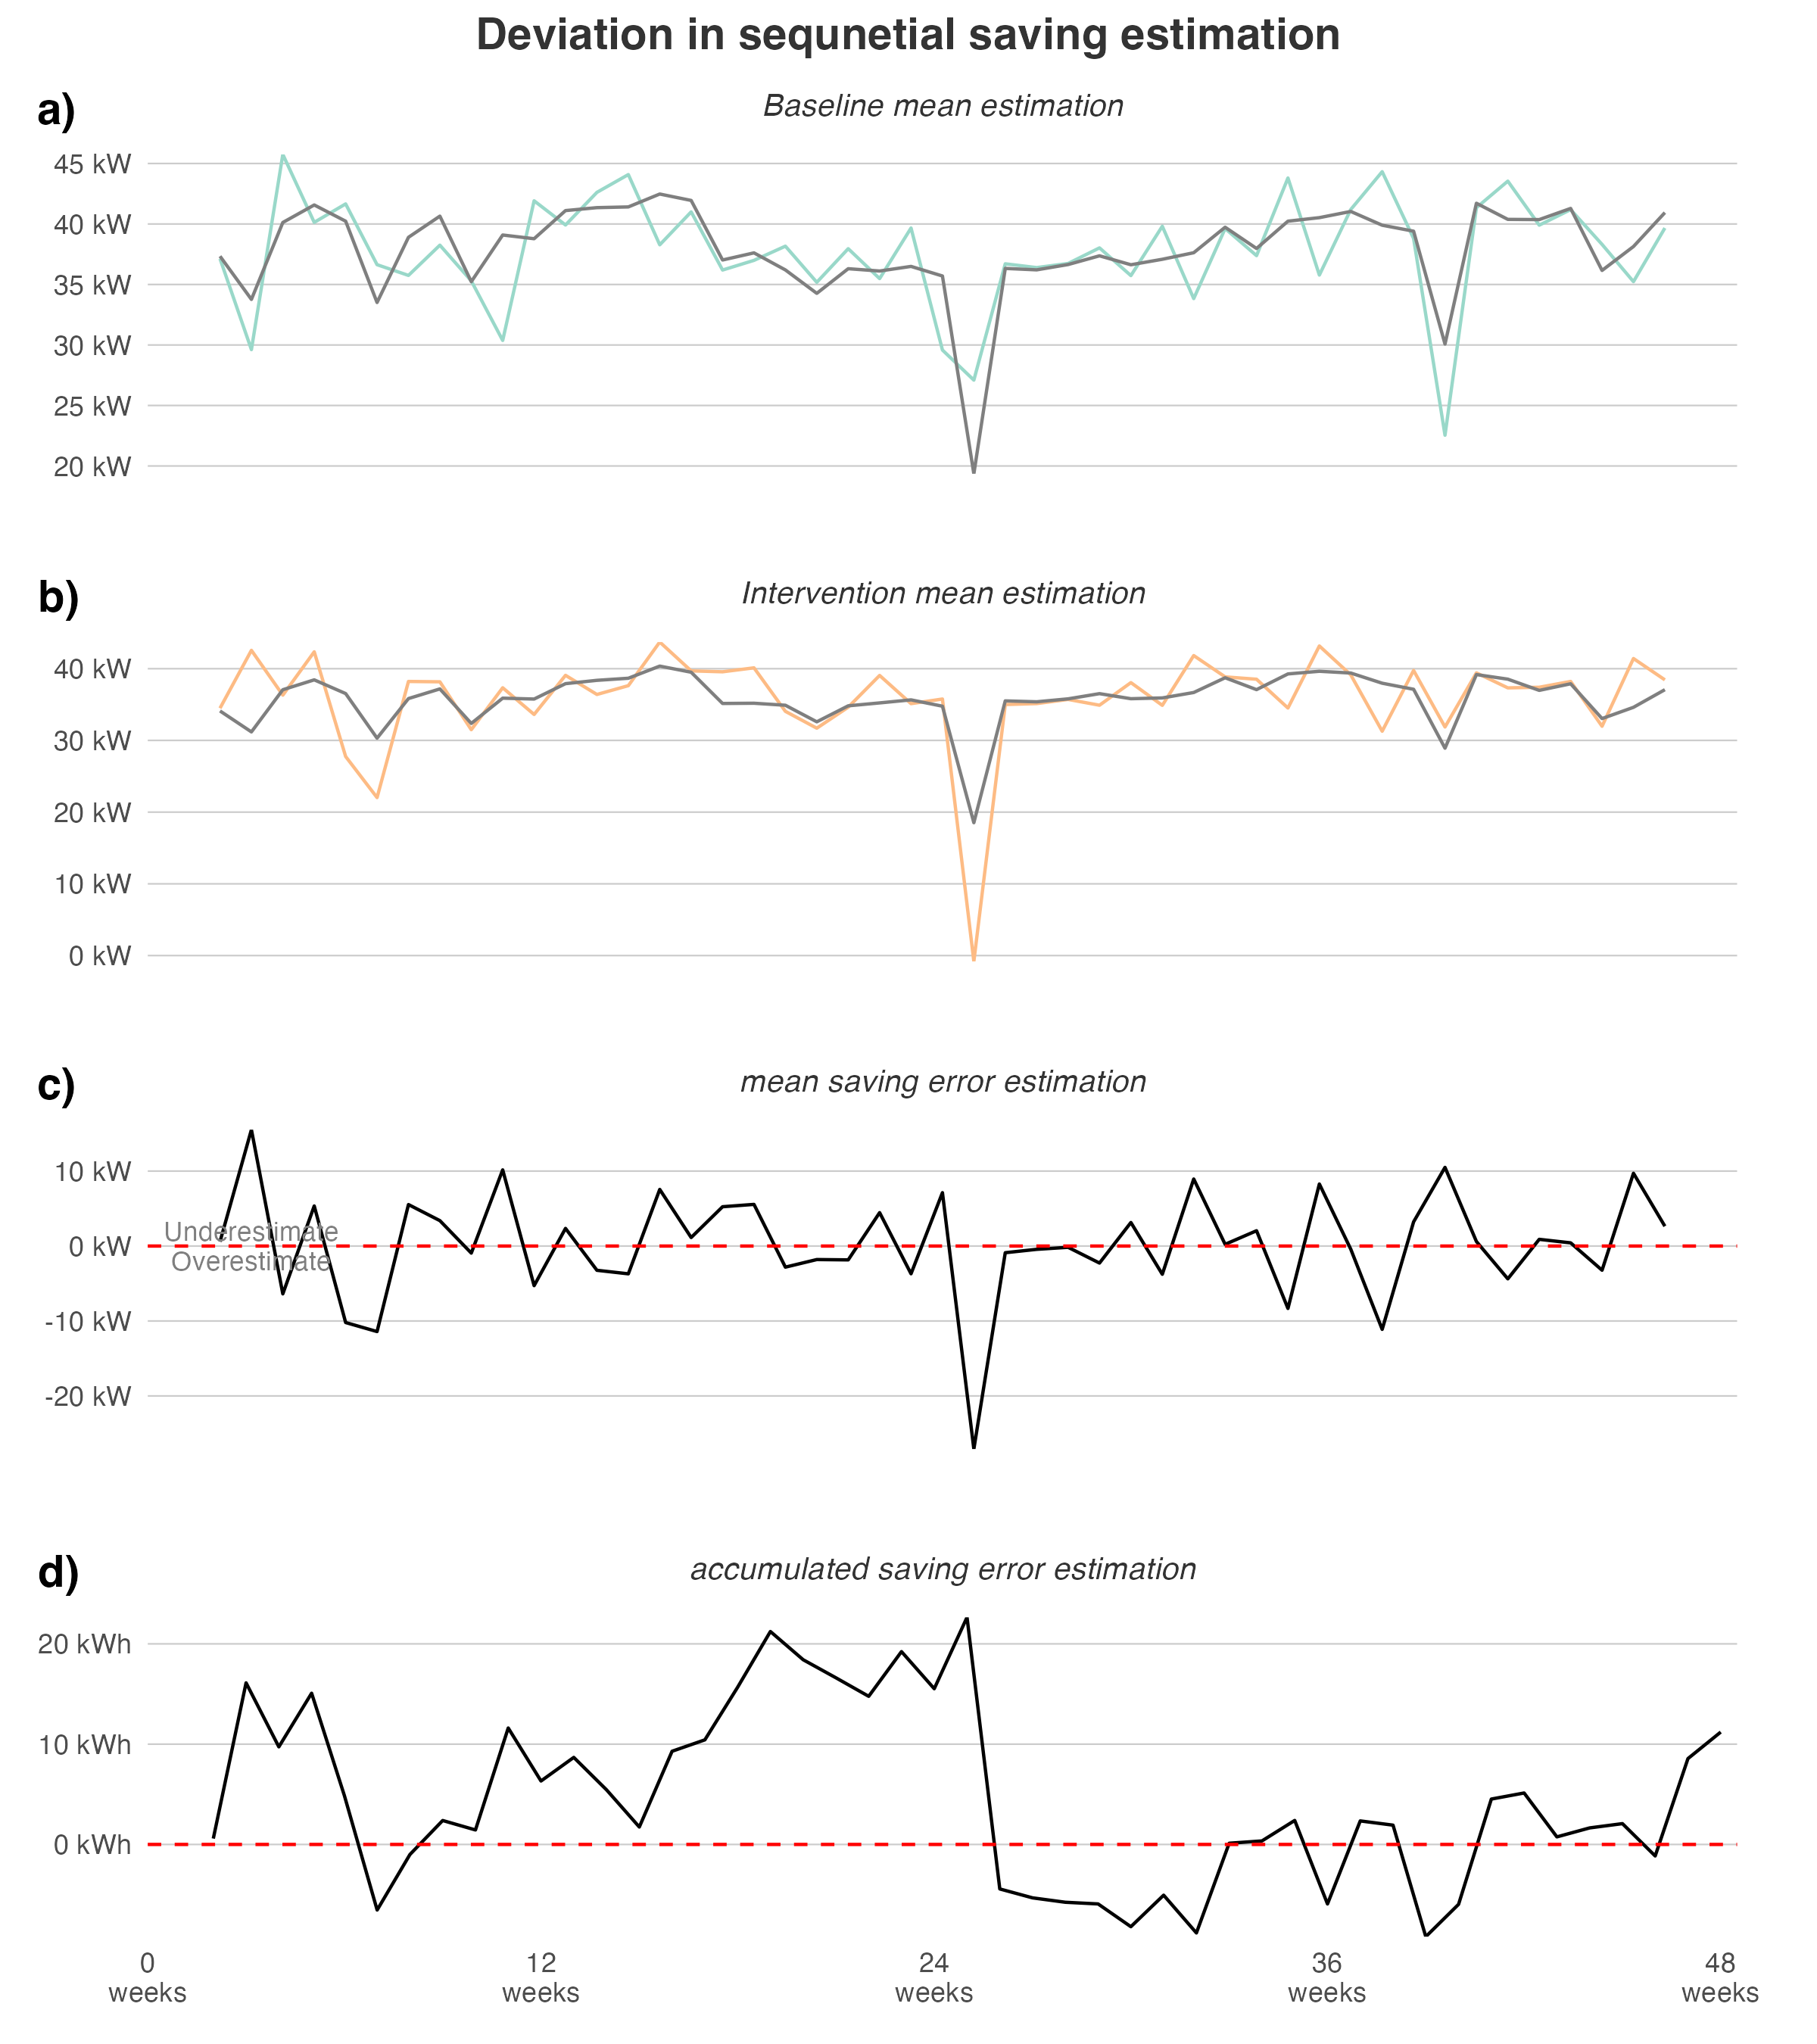 Deviation in sequnetial saving estimation
a)
Baseline mean estimation
45 kW
40 kW
35 kW
30 kW
25 kW
20 kW
b)
Intervention mean estimation
40 kW
30 kW
20 kW
10 kW
0 kW
c)
mean saving error estimation
10 kW
Underestimate
0 kW
Overestimate
-10 kW
-20 kW
d)
accumulated saving error estimation
20 kWh
10 kWh
0 kWh
0 12 24 36 48
weeks weeks weeks weeks weeks